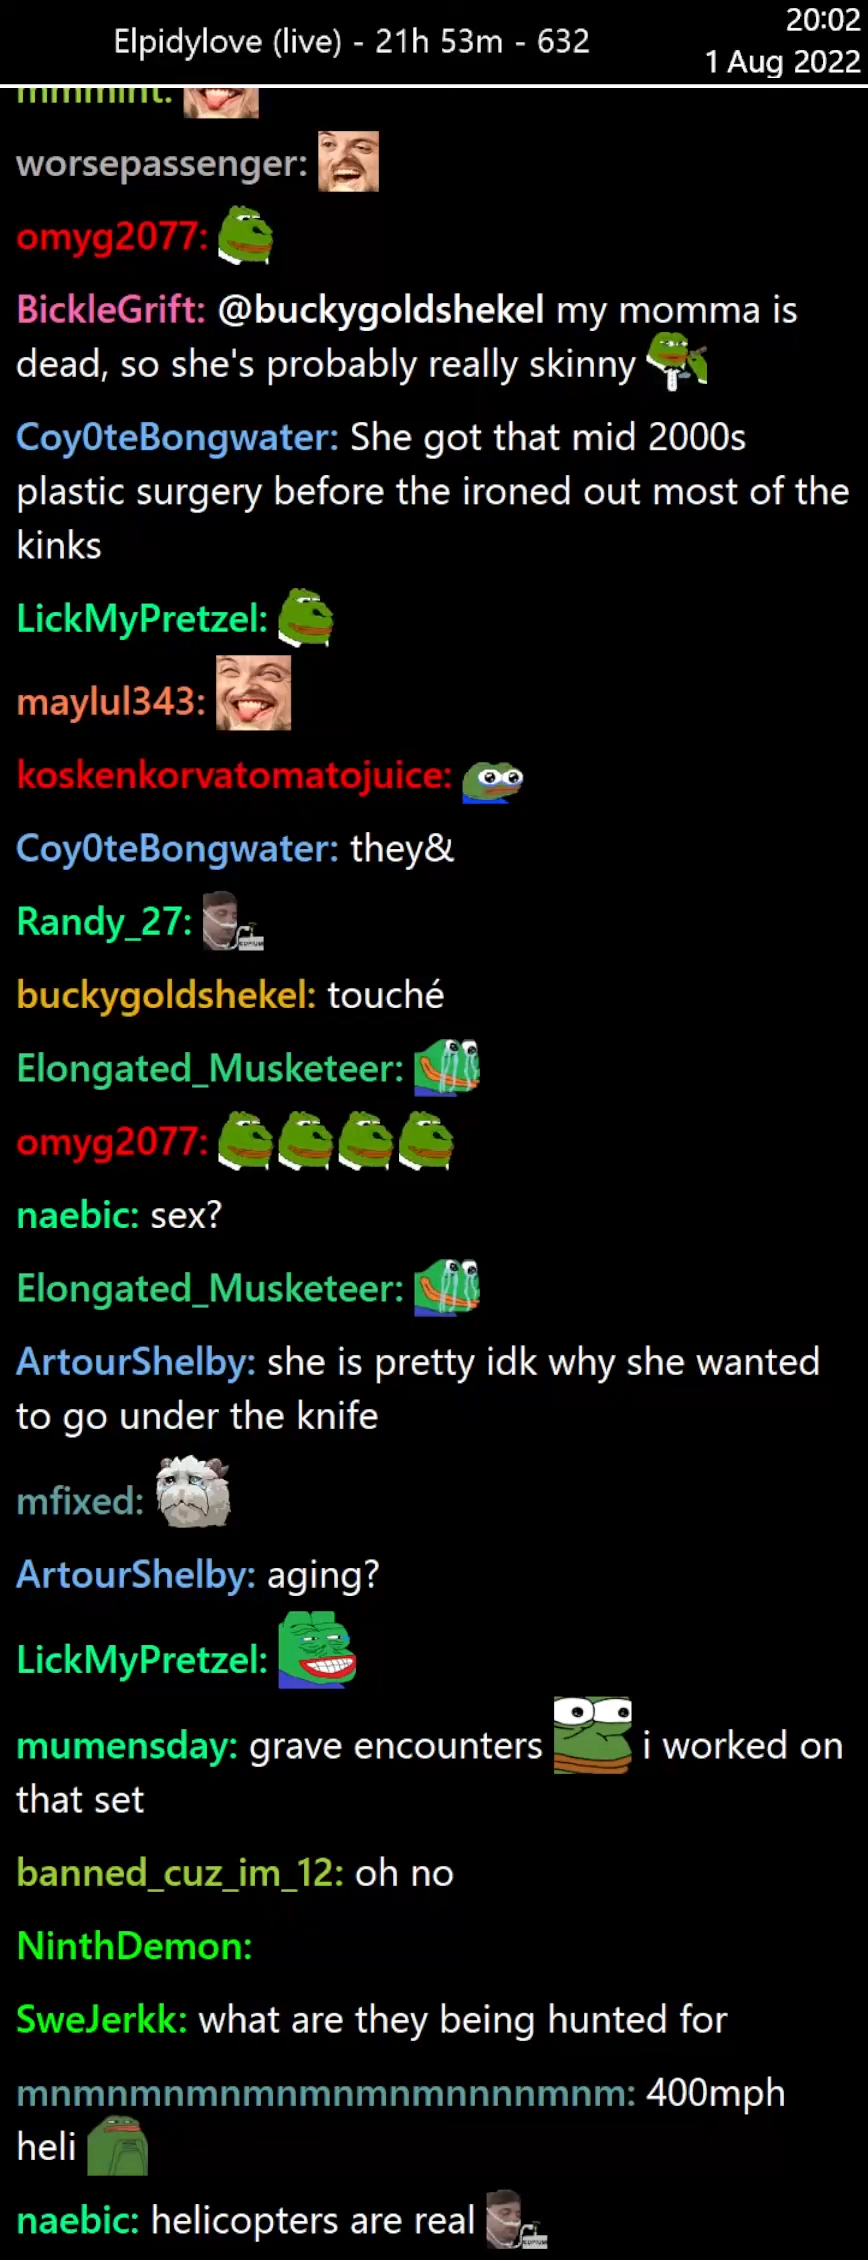 Elpidylove (live) - 21h 53m - 632
20:02
1 Aug 2022
mmmint:
worsepassenger:
omyg2077:
BickleGrift: @buckygoldshekel my momma is
dead, so she's probably really skinny
Coy0teBongwater: She got that mid 2000s
plastic surgery before the ironed out most of the
kinks
LickMyPretzel:
maylul343:
koskenkorvatomatojuice:
Coy0teBongwater: they&
Randy_27: COPIUM
buckygoldshekel: touché
Elongated_Musketeer:
omyg2077:
naebic: sex?
Elongated_Musketeer:
ArtourShelby: she is pretty idk why she wanted
to go under the knife
mfixed:
ArtourShelby: aging?
LickMyPretzel:
mumensday: grave encounters i worked on
that set
banned_cuz_im_12: oh no
NinthDemon:
SweJerkk: what are they being hunted for
mnmnmnmnmnmnmnmnmnnnnmnm: 400mph
heli
naebic: helicopters are real COPIUM